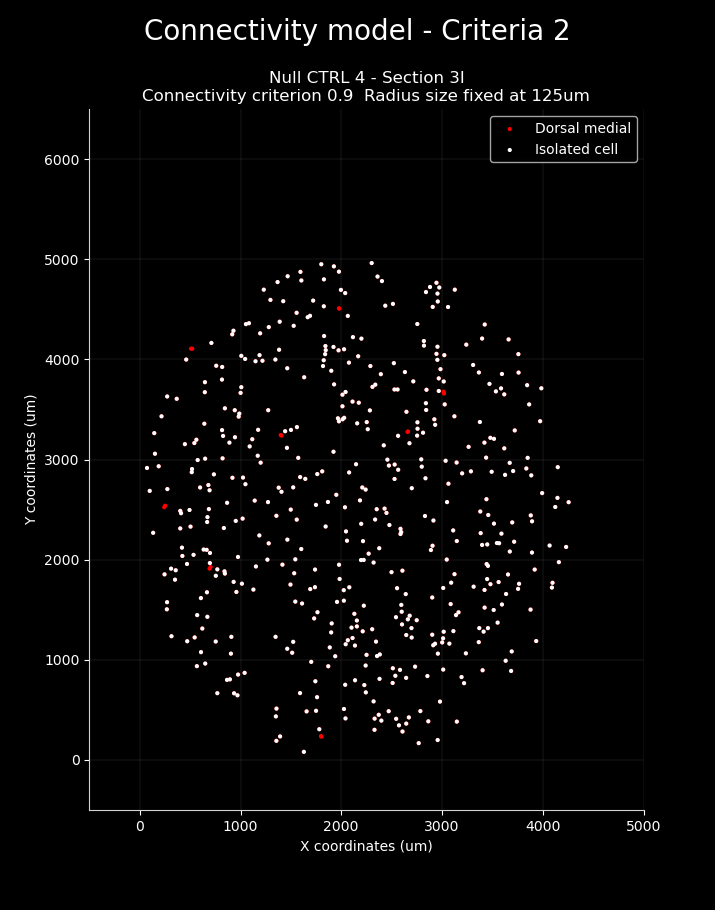 Connectivity model - Criteria 2
Null CTRL 4 - Section 3l
Connectivity criterion 0.9  Radius size fixed at 125um
Dorsal medial
Isolated cell
6000
5000
4000
3000
2000
1000
0
Y coordinates (um)
0 1000 2000 3000 4000 5000
X coordinates (um)